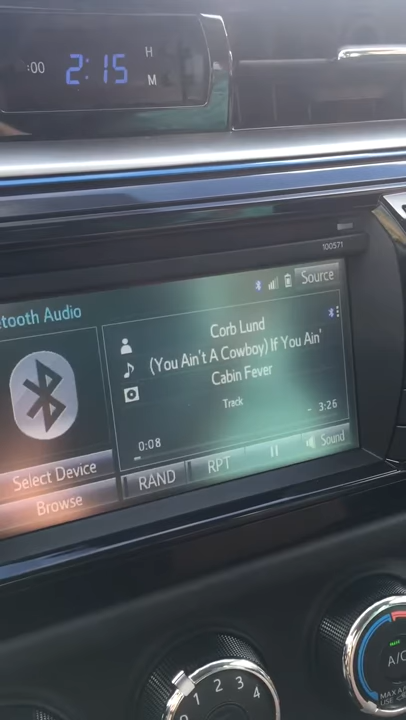 :00 2:15 H
M
100571
tooth Audio
Source
Corb Lund
(You Ain't A Cowboy) If You Ain'
Cabin Fever
Track
0:08
- 3:26
Select Device
RAND
RPT
Sound
Browse
1 2 3 4
A/C
MAX A/